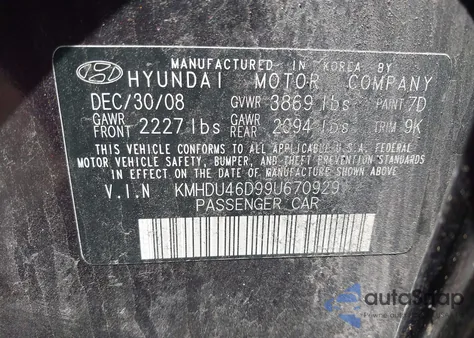 MANUFACTURED IN KOREA BY
HYUNDAI MOTOR COMPANY
DEC/30/08 GVWR 3869 lbs PAINT 7D
GAWR FRONT 2227 lbs GAWR REAR 2094 lbs TRIM 9K
THIS VEHICLE CONFORMS TO ALL APPLICABLE U.S.A. FEDERAL
MOTOR VEHICLE SAFETY, BUMPER, AND THEFT PREVENTION STANDARDS
IN EFFECT ON THE DATE OF MANUFACTURE SHOWN ABOVE.
V.I.N KMHDU46D99U670929
PASSENGER CAR
autoSnap
Pewne auto